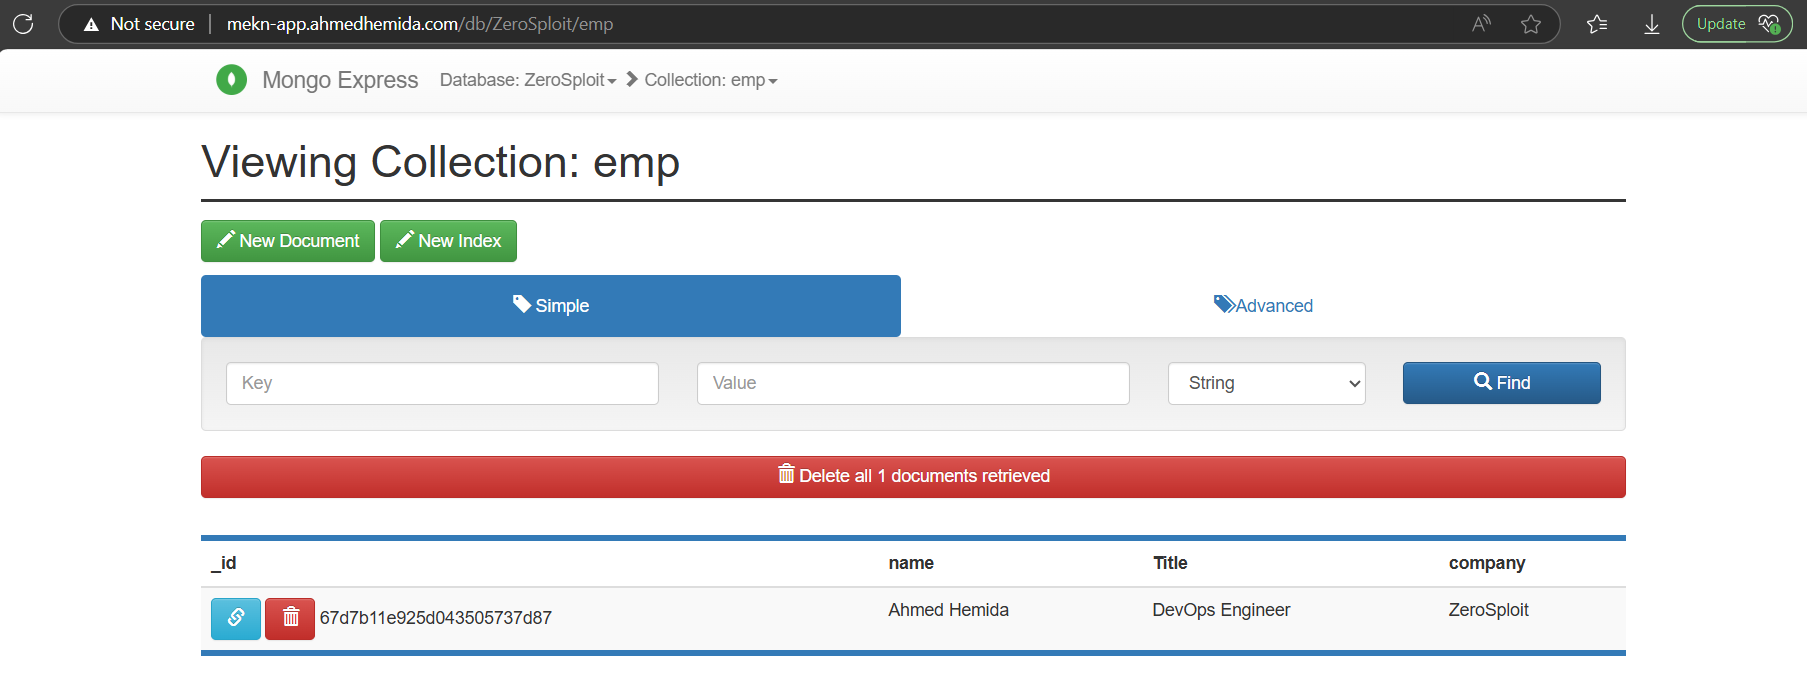 Not secure mekn-app.ahmedhemida.com/db/ZeroSploit/emp Update
Mongo Express Database: ZeroSploit Collection: emp
Viewing Collection: emp
New Document New Index
Simple Advanced
Key Value String Find
Delete all 1 documents retrieved
_id name Title company
67d7b11e925d043505737d87 Ahmed Hemida DevOps Engineer ZeroSploit